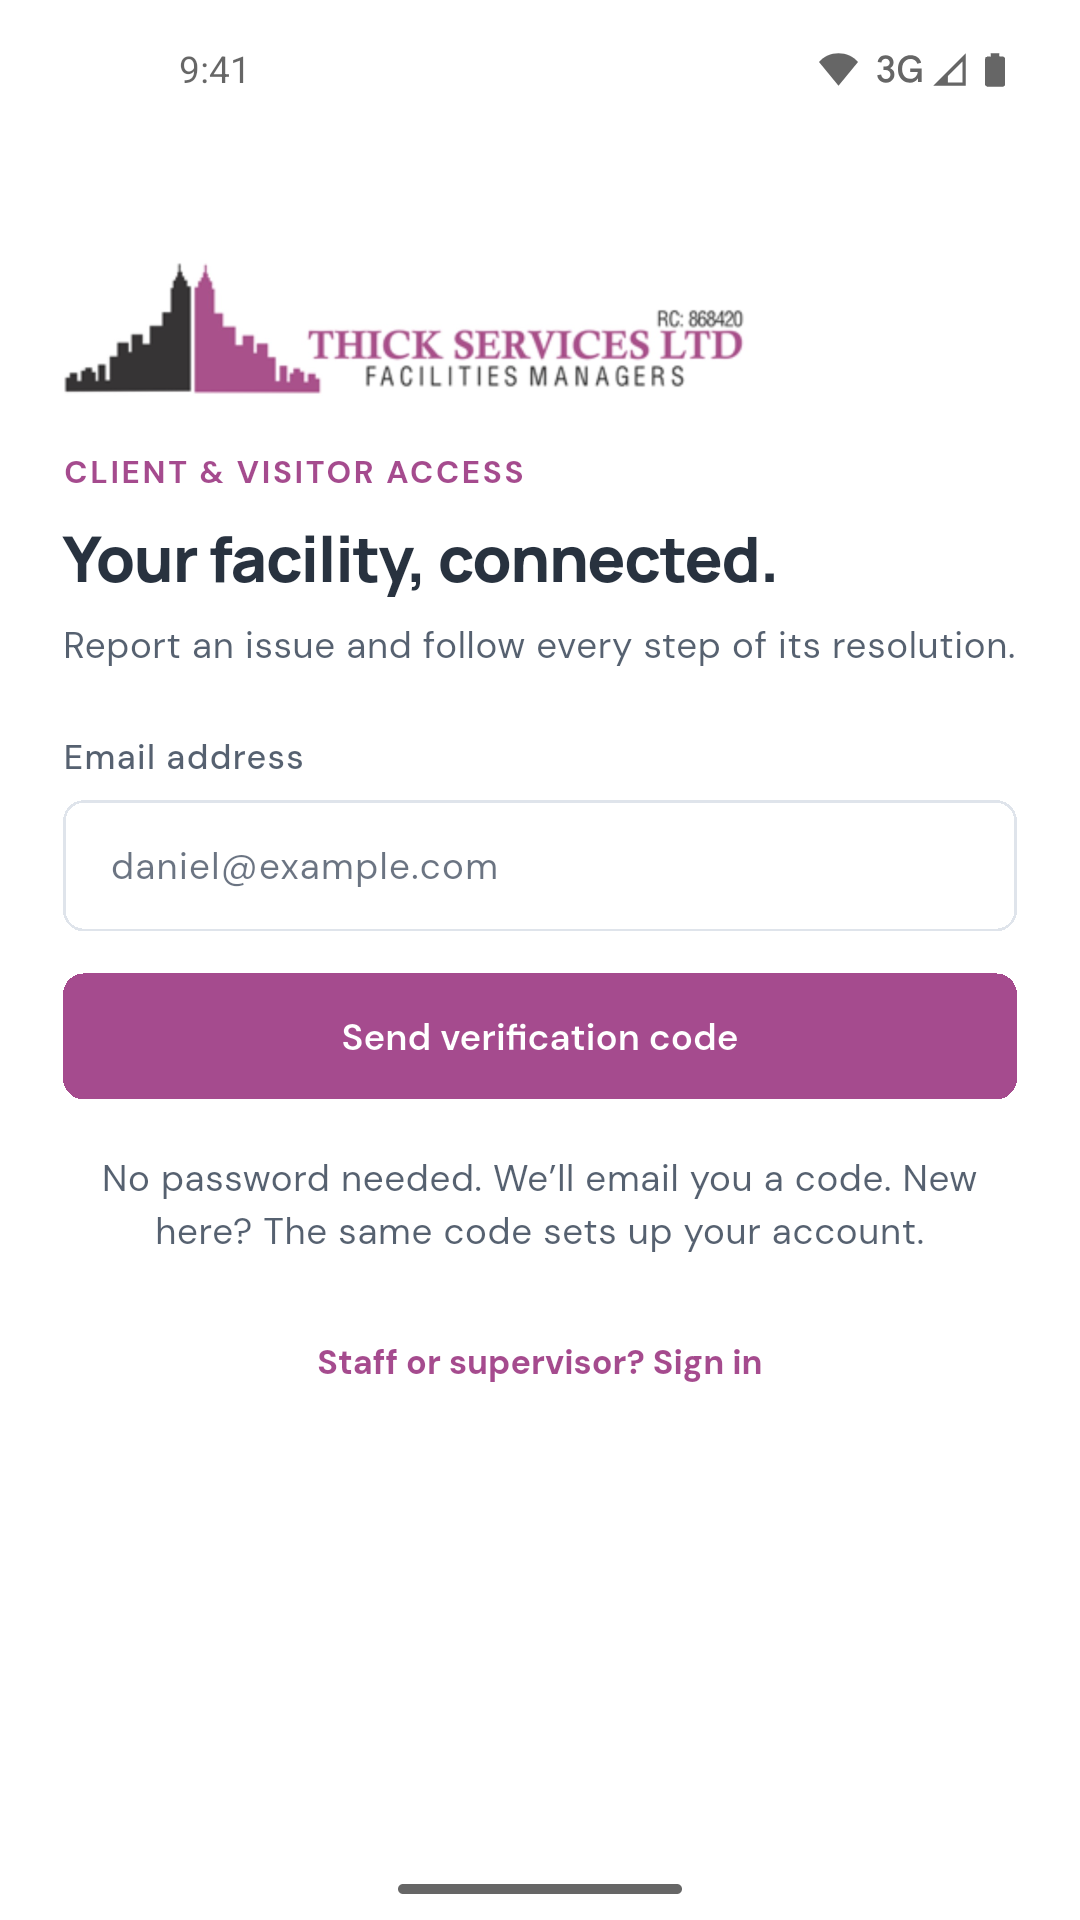 9:41
3G
RC: 868420
THICK SERVICES LTD
FACILITIES MANAGERS
CLIENT & VISITOR ACCESS
Your facility, connected.
Report an issue and follow every step of its resolution.
Email address
daniel@example.com
Send verification code
No password needed. We’ll email you a code. New
here? The same code sets up your account.
Staff or supervisor? Sign in